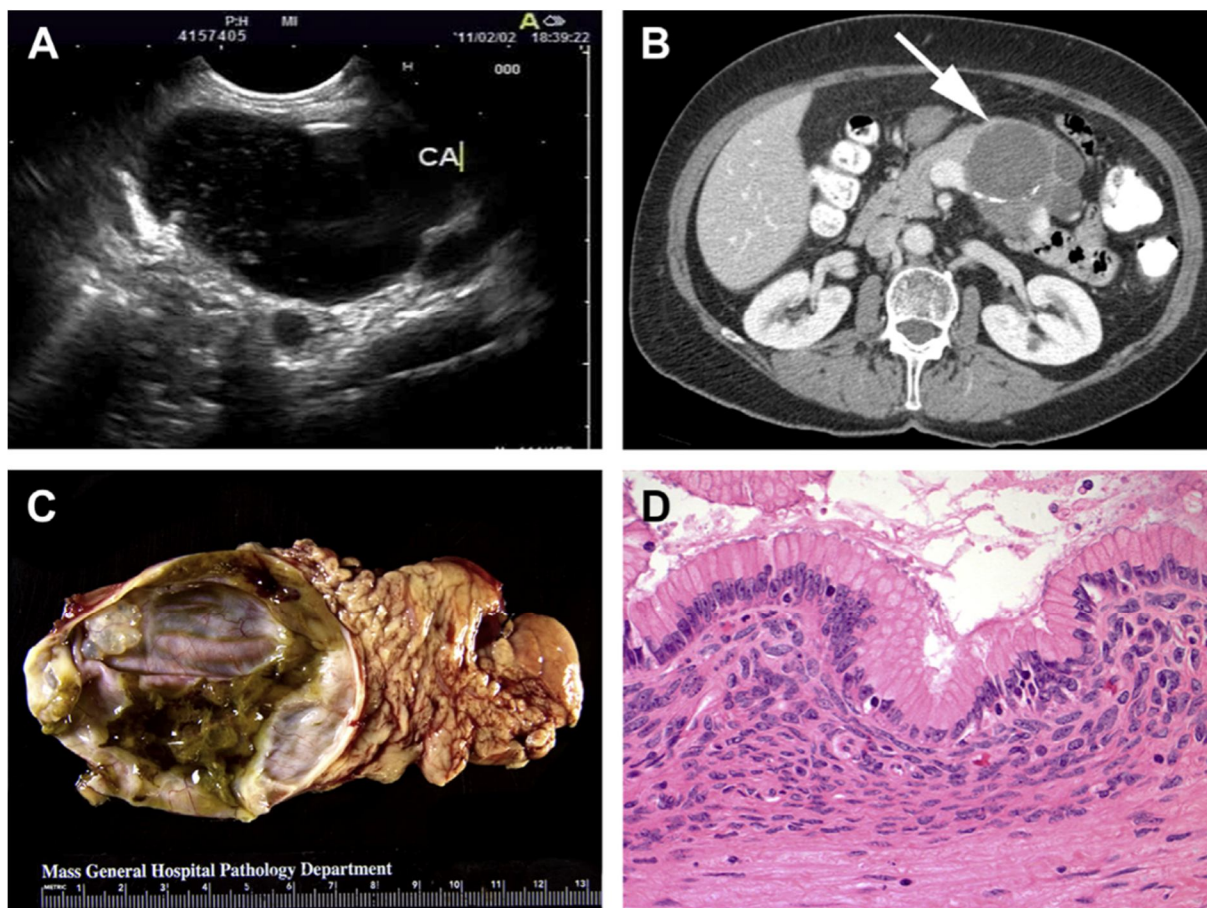 A
P:H MI
A
4157405
'11/02/02 18:39:22
H
000
CA
B
C
Mass General Hospital Pathology Department
METRIC 1 2 3 4 5 6 7 8 9 10 11 12 13
D